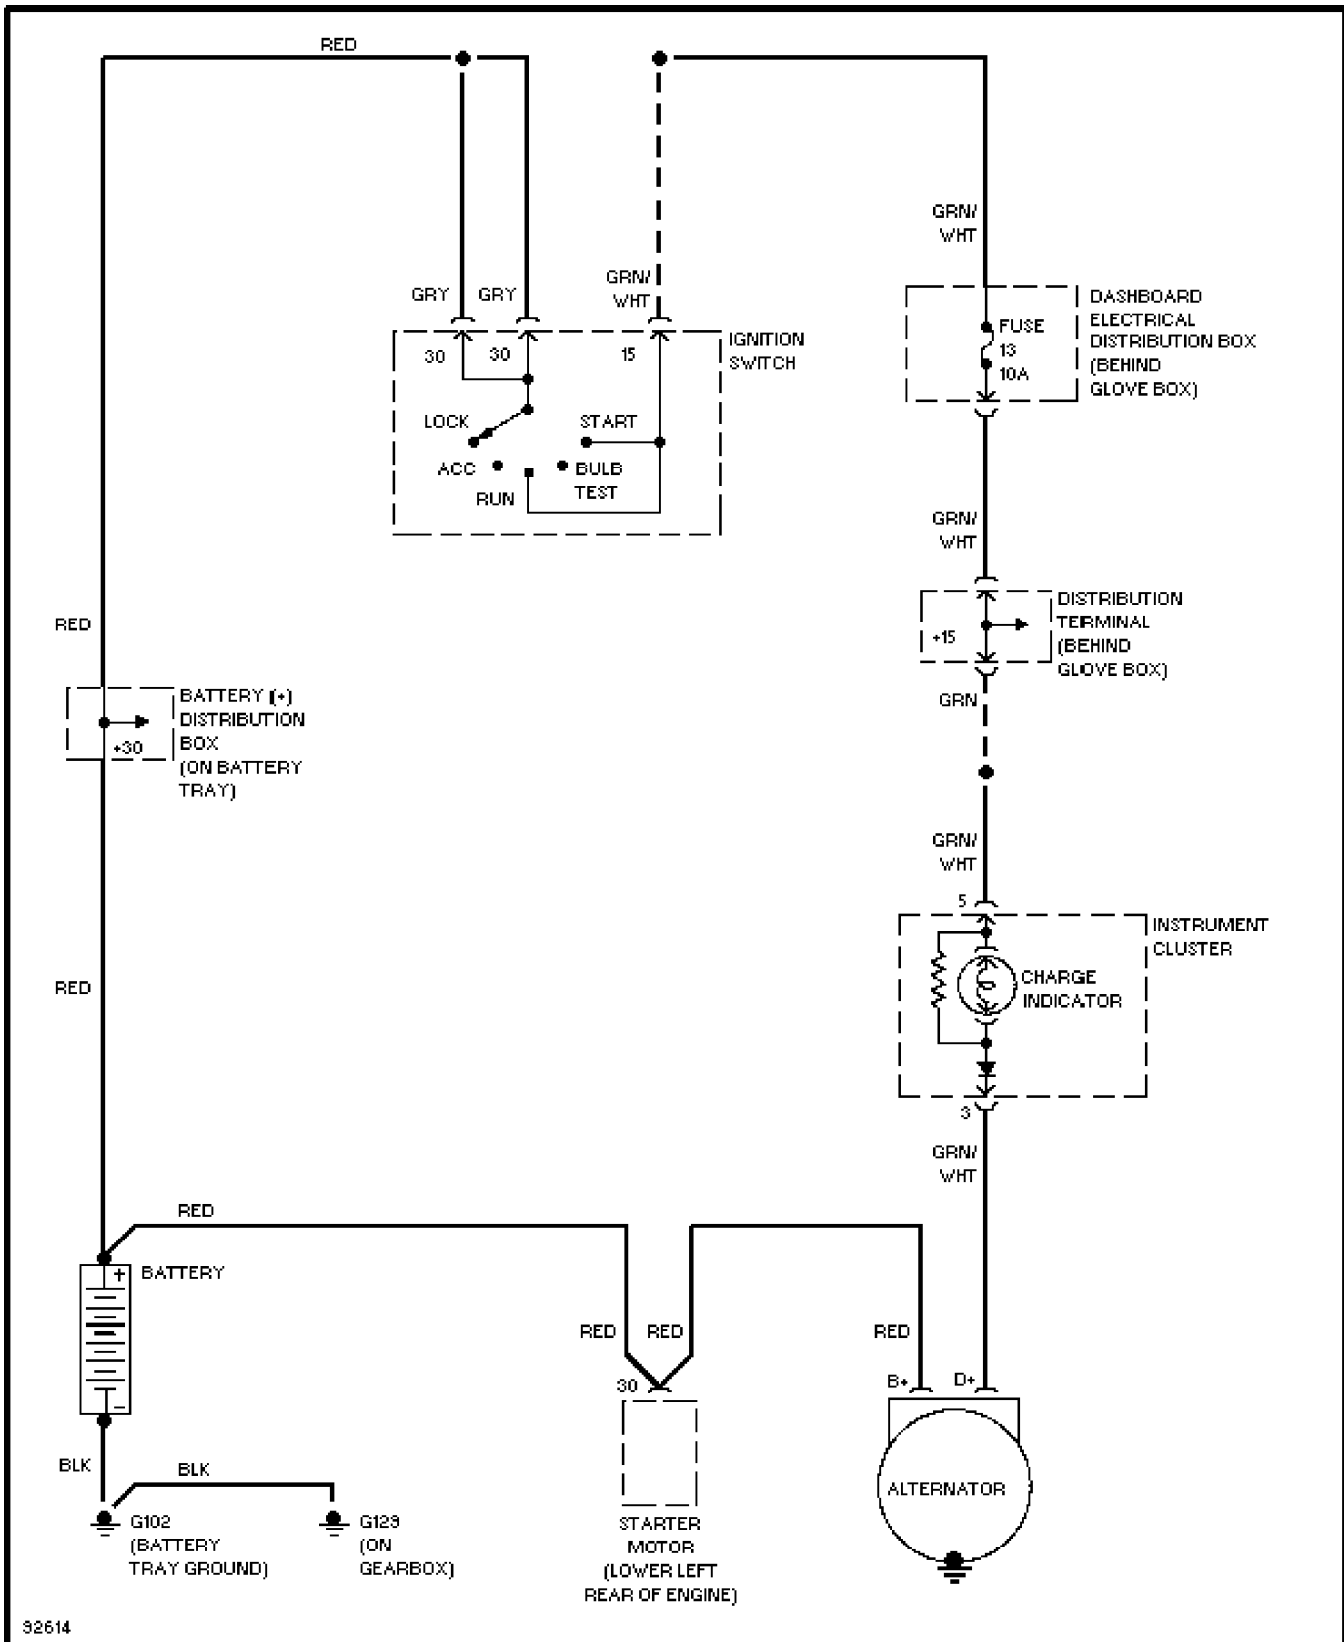 RED
GRN/
WHT
GRY GRY
GRN/
WHT
30 30 15
IGNITION
SWITCH
LOCK START
ACC BULB
TEST
RUN
DASHBOARD
ELECTRICAL
DISTRIBUTION BOX
(BEHIND
GLOVE BOX)
FUSE
13
10A
GRN/
WHT
DISTRIBUTION
TERMINAL
(BEHIND
GLOVE BOX)
+15
GRN
RED
BATTERY (+)
DISTRIBUTION
BOX
(ON BATTERY
TRAY)
+30
GRN/
WHT
5
INSTRUMENT
CLUSTER
CHARGE
INDICATOR
3
RED
GRN/
WHT
RED
+ BATTERY
-
RED RED RED
30 B+ D+
BLK BLK
ALTERNATOR
G102
(BATTERY
TRAY GROUND)
G129
(ON
GEARBOX)
STARTER
MOTOR
(LOWER LEFT
REAR OF ENGINE)
92614